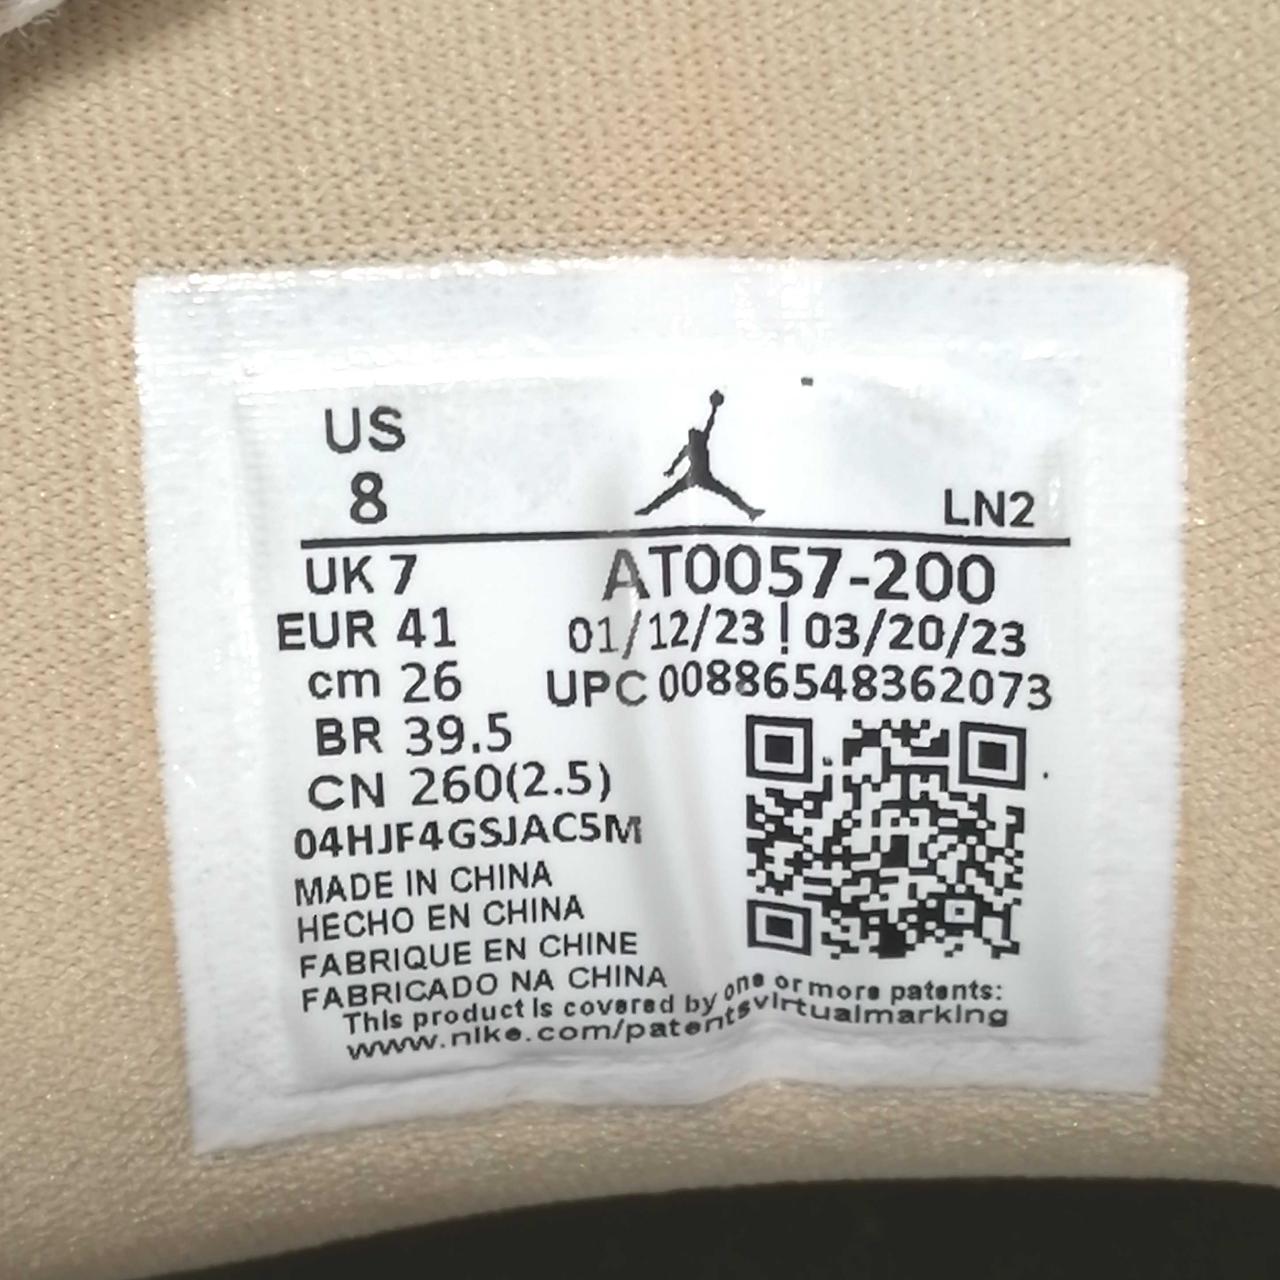 US
8
LN2
UK 7
AT0057-200
EUR 41
01/12/23 | 03/20/23
cm 26
UPC 00886548362073
BR 39.5
CN 260(2.5)
04HJF4GSJAC5M
MADE IN CHINA
HECHO EN CHINA
FABRIQUE EN CHINE
FABRICADO NA CHINA
This product is covered by one or more patents:
www.nike.com/patentsvirtualmarking